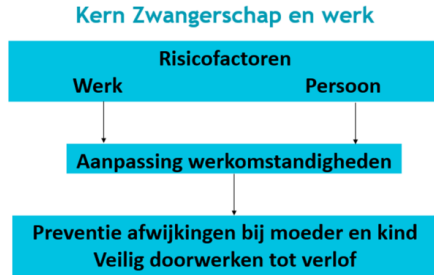 Kern Zwangerschap en werk
Risicofactoren
Werk Persoon
Aanpassing werkomstandigheden
Preventie afwijkingen bij moeder en kind
Veilig doorwerken tot verlof